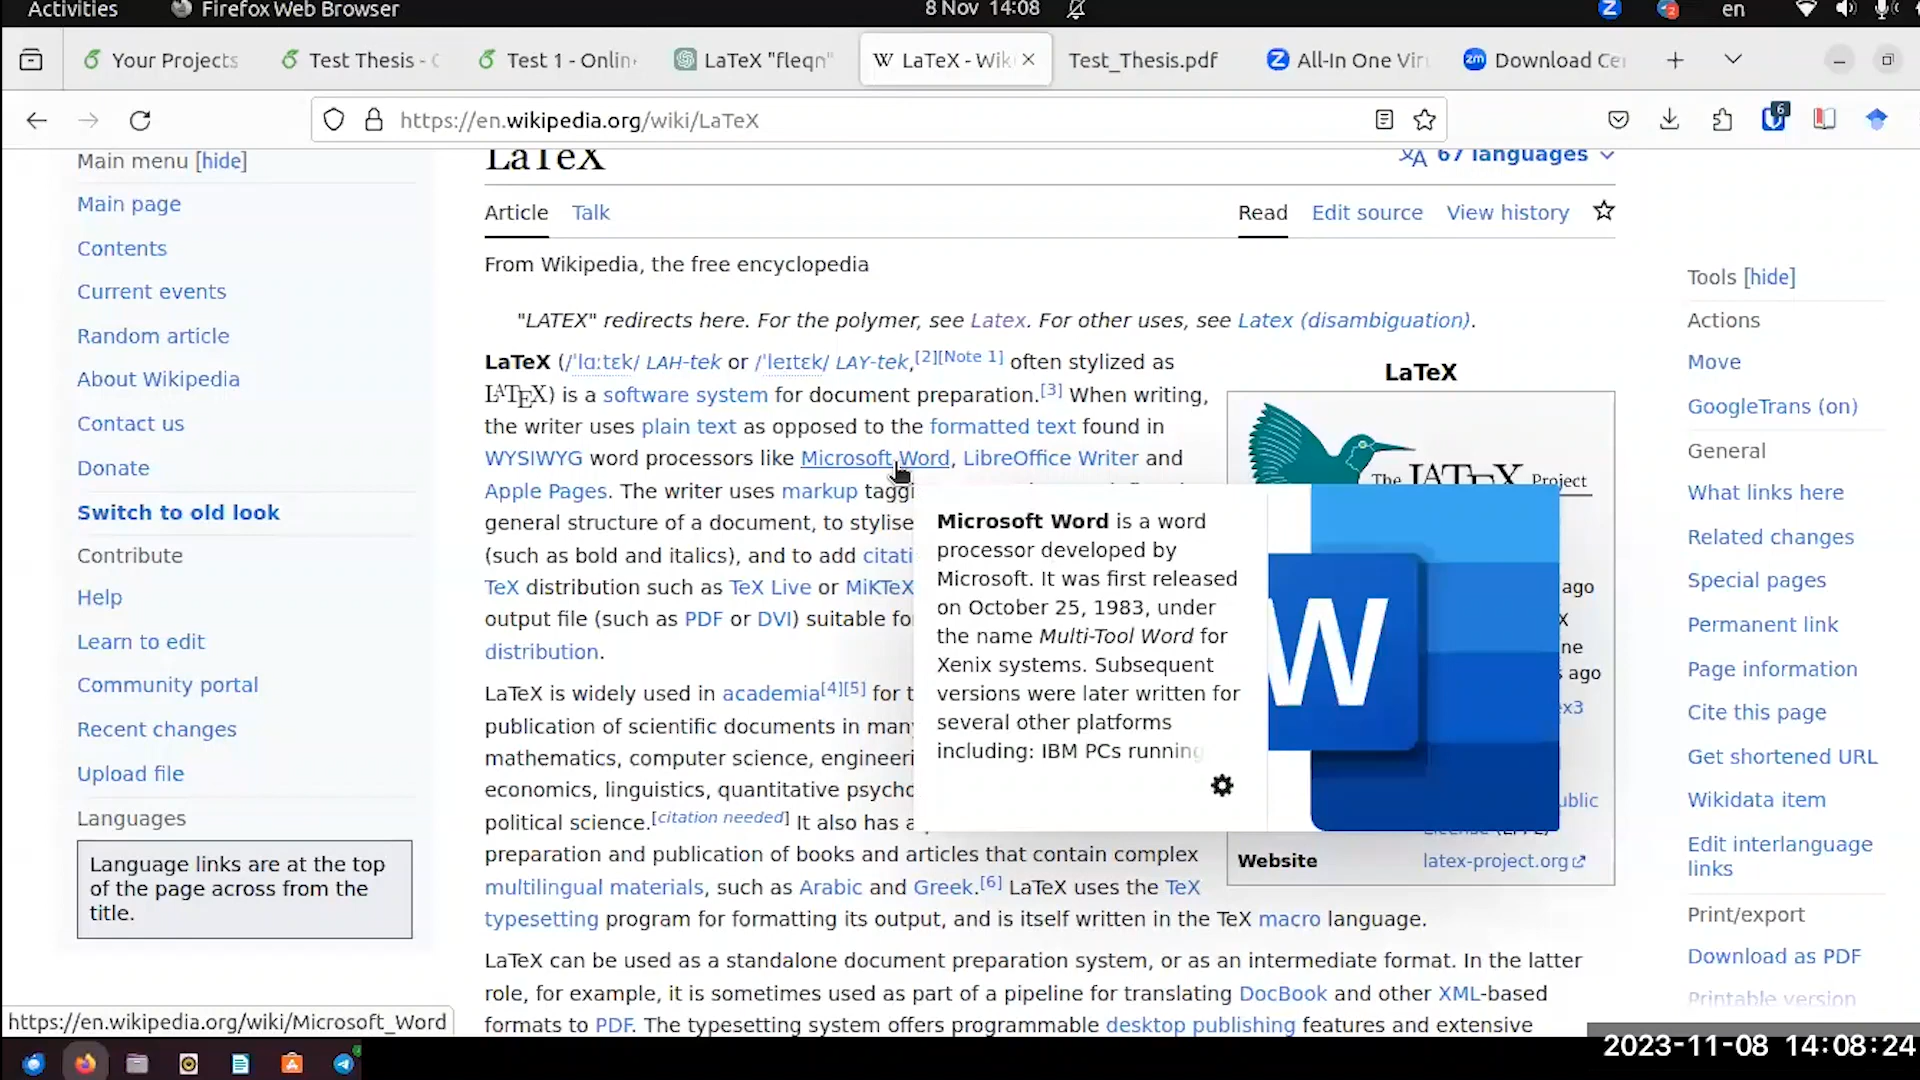 Activities
Firefox Web Browser
8 Nov 14:08
en
Your Projects
Test Thesis -
Test 1 - Onlin
LaTeX "fleqn"
LaTeX - Wik
Test_Thesis.pdf
All-In One Vir
Download Ce
https://en.wikipedia.org/wiki/LaTeX
6
Main menu [hide]
Main page
Contents
Current events
Random article
About Wikipedia
Contact us
Donate
Switch to old look
Contribute
Help
Learn to edit
Community portal
Recent changes
Upload file
Languages
Language links are at the top
of the page across from the
title.
LaTeX
67 languages
Article Talk
Read Edit source View history
From Wikipedia, the free encyclopedia
"LATEX" redirects here. For the polymer, see Latex. For other uses, see Latex (disambiguation).
LaTeX (/ˈlɑːtɛk/ LAH-tek or /ˈleɪtɛk/ LAY-tek,[2][Note 1] often stylized as
LATEX) is a software system for document preparation.[3] When writing,
the writer uses plain text as opposed to the formatted text found in
WYSIWYG word processors like Microsoft Word, LibreOffice Writer and
Apple Pages. The writer uses markup taggi
general structure of a document, to stylise
(such as bold and italics), and to add citati
TeX distribution such as TeX Live or MiKTeX
output file (such as PDF or DVI) suitable fo
distribution.
LaTeX is widely used in academia[4][5] for t
publication of scientific documents in many
mathematics, computer science, engineeri
economics, linguistics, quantitative psycho
political science.[citation needed] It also has a
preparation and publication of books and articles that contain complex
multilingual materials, such as Arabic and Greek.[6] LaTeX uses the TeX
typesetting program for formatting its output, and is itself written in the TeX macro language.
LaTeX can be used as a standalone document preparation system, or as an intermediate format. In the latter
role, for example, it is sometimes used as part of a pipeline for translating DocBook and other XML-based
formats to PDF. The typesetting system offers programmable desktop publishing features and extensive
Microsoft Word is a word
processor developed by
Microsoft. It was first released
on October 25, 1983, under
the name Multi-Tool Word for
Xenix systems. Subsequent
versions were later written for
several other platforms
including: IBM PCs running
W
LaTeX
The LATEX Project
ago
X
ne
s ago
x3
ublic
Website latex-project.org
Tools [hide]
Actions
Move
GoogleTrans (on)
General
What links here
Related changes
Special pages
Permanent link
Page information
Cite this page
Get shortened URL
Wikidata item
Edit interlanguage
links
Print/export
Download as PDF
Printable version
https://en.wikipedia.org/wiki/Microsoft_Word
2023-11-08 14:08:24